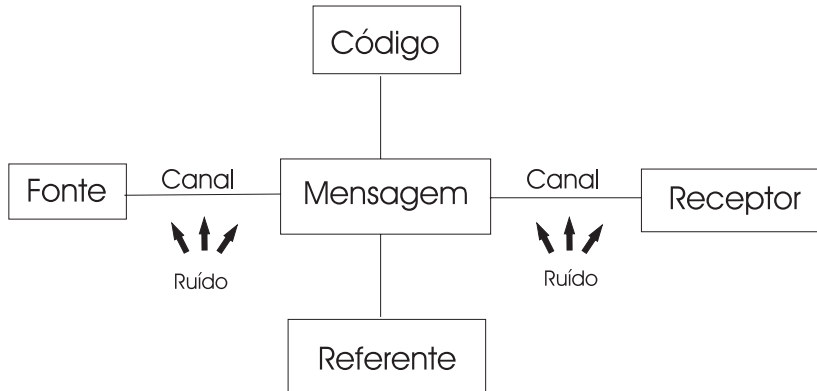 Código
Fonte
Canal
Mensagem
Canal
Receptor
Ruído
Ruído
Referente